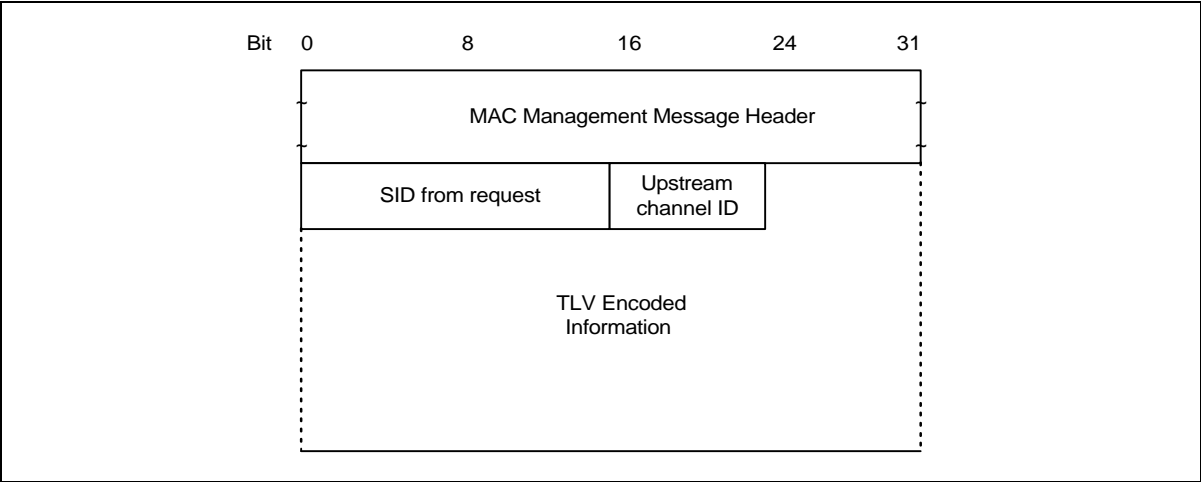 Bit 0 8 16 24 31
~ ~
MAC Management Message Header
~ ~
SID from request
Upstream
channel ID
TLV Encoded
Information